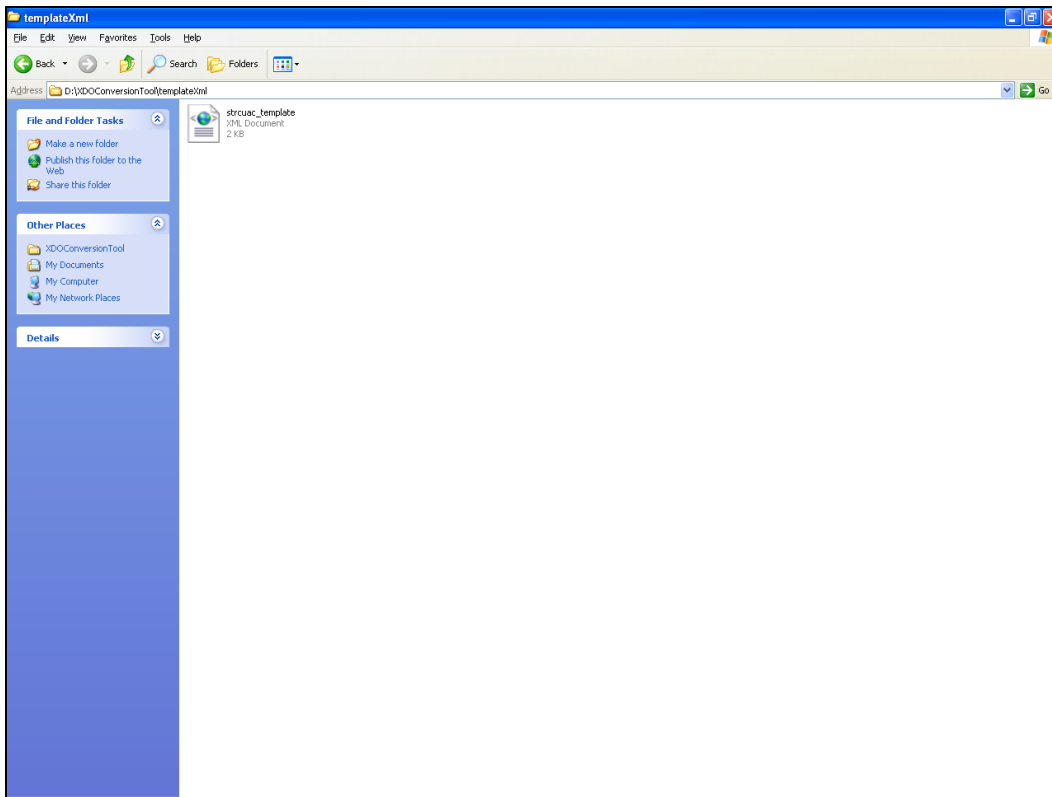 templateXml
File Edit View Favorites Tools Help
Back Search Folders
Address D:\XDOConversionTool\templateXml Go
File and Folder Tasks
Make a new folder
Publish this folder to the
Web
Share this folder
Other Places
XDOConversionTool
My Documents
My Computer
My Network Places
Details
strcuac_template
XML Document
2 KB